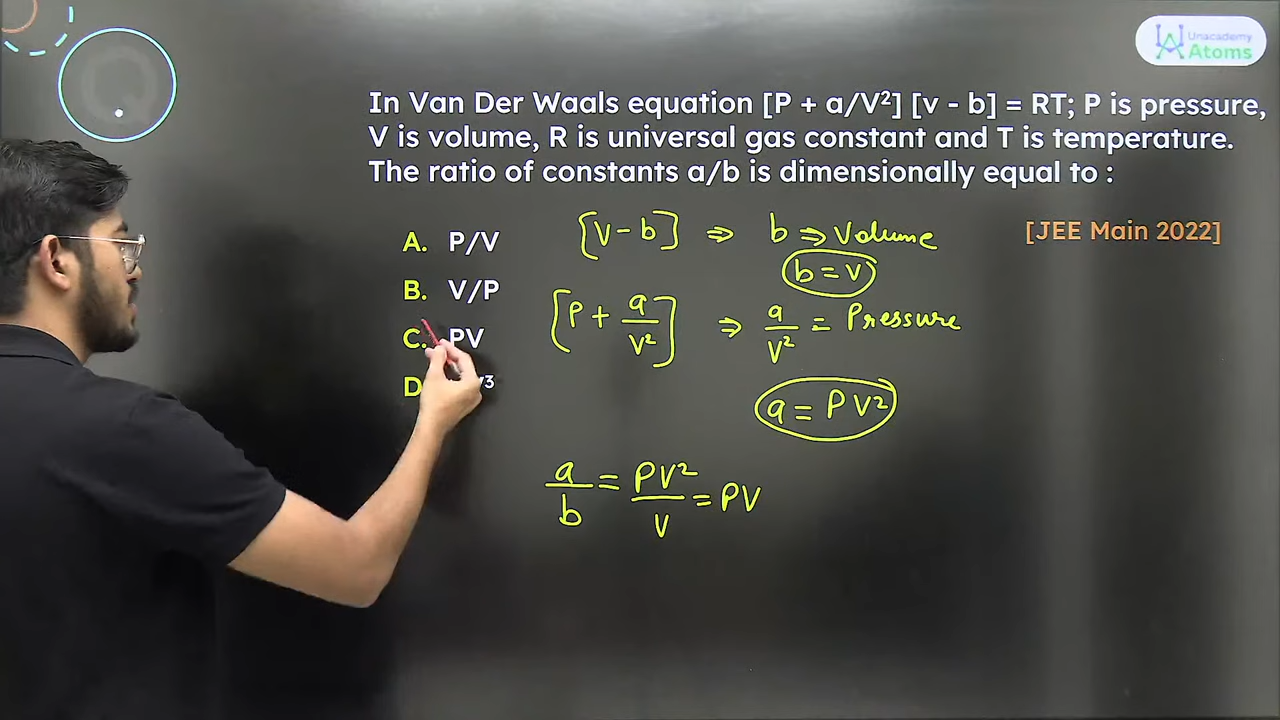 Unacademy
Atoms
In Van Der Waals equation [P + a/V²] [v - b] = RT; P is pressure,
V is volume, R is universal gas constant and T is temperature.
The ratio of constants a/b is dimensionally equal to :
[JEE Main 2022]
A. P/V
B. V/P
C. PV
D
³
[v - b] ⇒ b ⇒ Volume
b = v
[P + a/V²] ⇒ a/V² = Pressure
a = PV²
a/b = PV²/V = PV